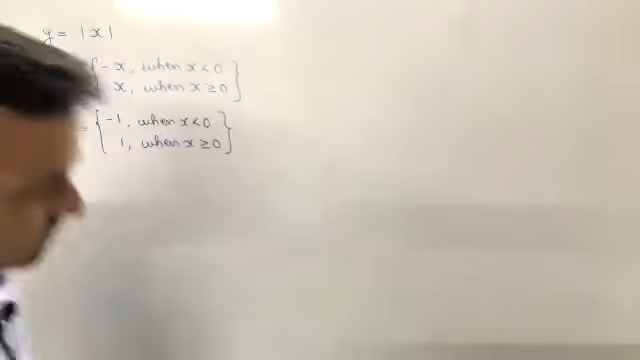 y = |x|
{ -x, when x < 0
x, when x ≥ 0 }
= { -1, when x < 0
1, when x ≥ 0 }